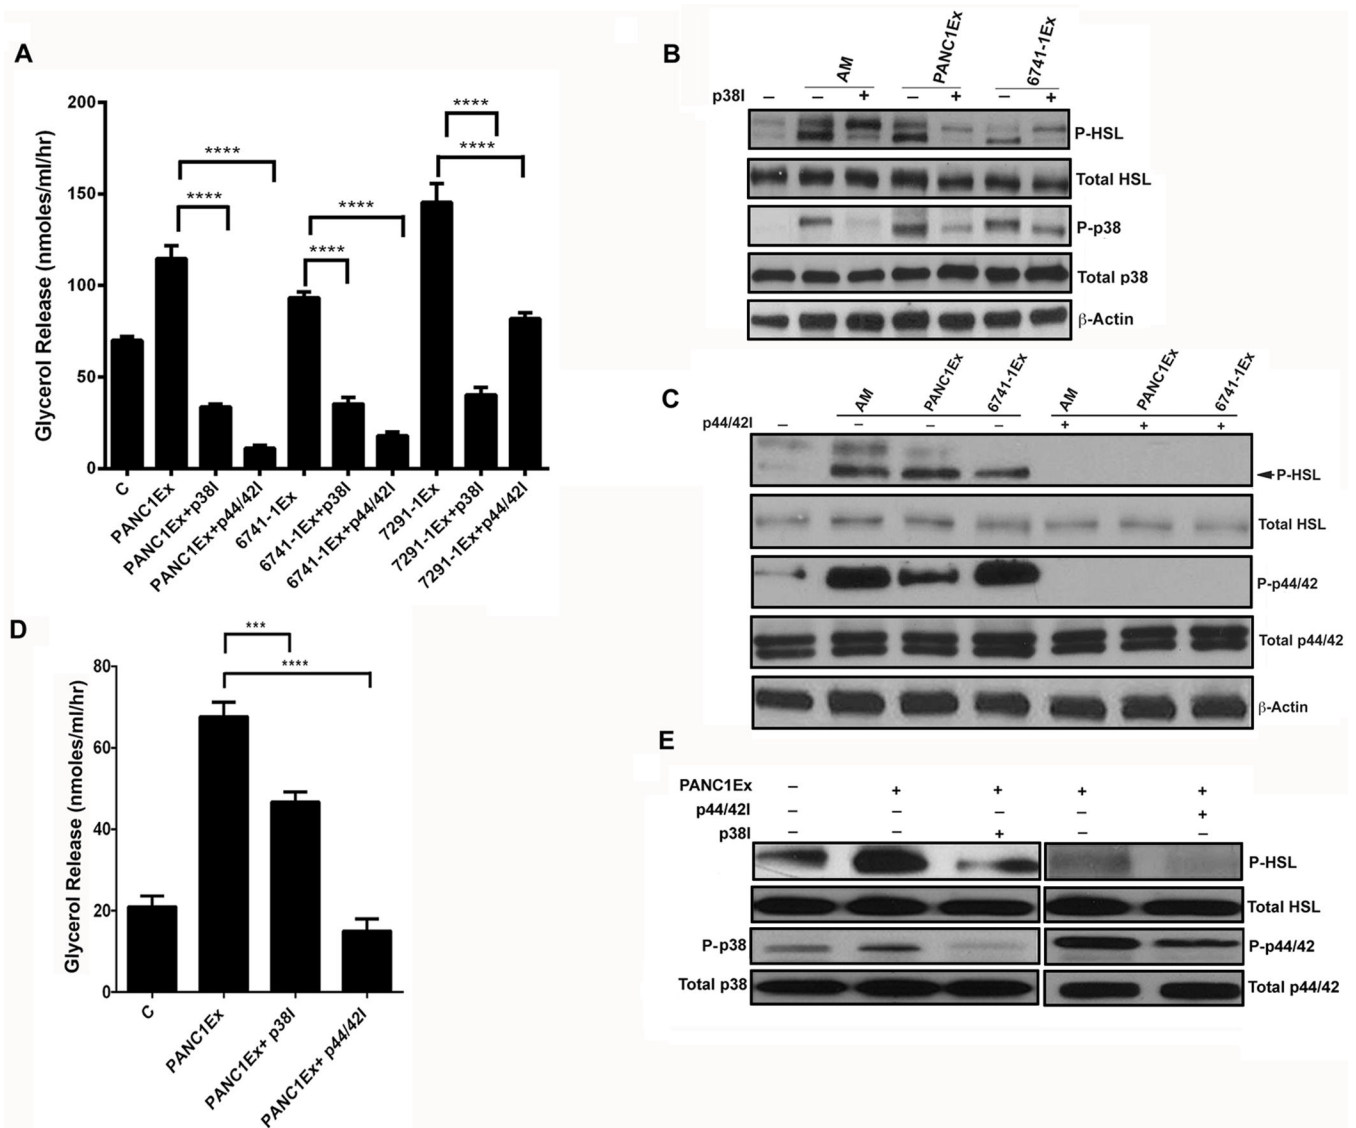 A
Glycerol Release (nmoles/ml/hr)
200
150
100
50
0
****
****
****
****
****
****
C
PANC1Ex
PANC1Ex+p38I
PANC1Ex+p44/42I
6741-1Ex
6741-1Ex+p38I
6741-1Ex+p44/42I
7291-1Ex
7291-1Ex+p38I
7291-1Ex+p44/42I
B
AM PANC1Ex 6741-1Ex
p38I – – + – + – +
P-HSL
Total HSL
P-p38
Total p38
β-Actin
C
AM PANC1Ex 6741-1Ex AM PANC1Ex 6741-1Ex
p44/42I – – – – + + +
P-HSL
Total HSL
P-p44/42
Total p44/42
β-Actin
D
Glycerol Release (nmoles/ml/hr)
80
60
40
20
0
***
****
C
PANC1Ex
PANC1Ex+ p38I
PANC1Ex+ p44/42I
E
PANC1Ex – + + + +
p44/42I – – – – +
p38I – – + – –
P-HSL
Total HSL
P-p38 P-p44/42
Total p38 Total p44/42